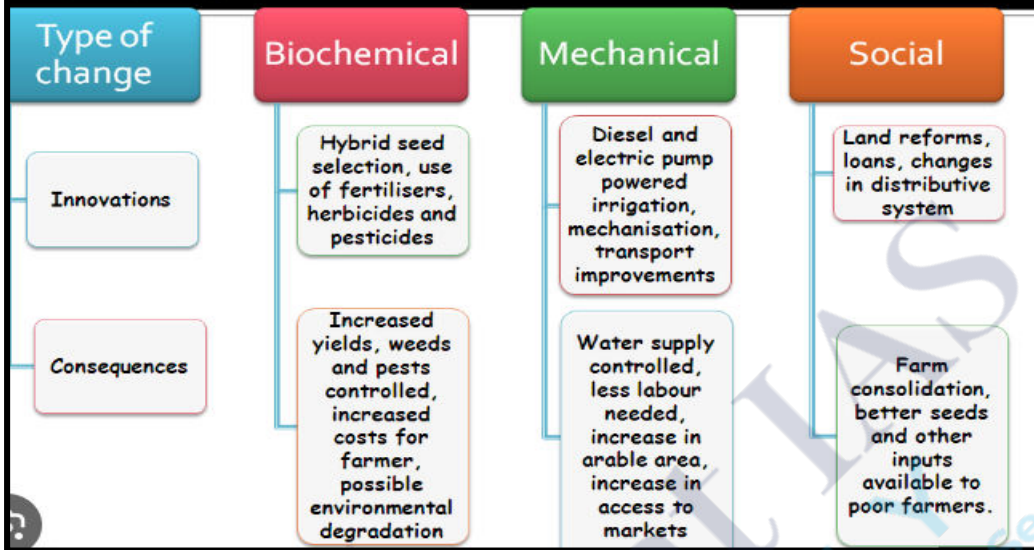 Type of
change
Biochemical
Mechanical
Social
Innovations
Hybrid seed
selection, use
of fertilisers,
herbicides and
pesticides
Diesel and
electric pump
powered
irrigation,
mechanisation,
transport
improvements
Land reforms,
loans, changes
in distributive
system
Consequences
Increased
yields, weeds
and pests
controlled,
increased
costs for
farmer,
possible
environmental
degradation
Water supply
controlled,
less labour
needed,
increase in
arable area,
increase in
access to
markets
Farm
consolidation,
better seeds
and other
inputs
available to
poor farmers.
IAS